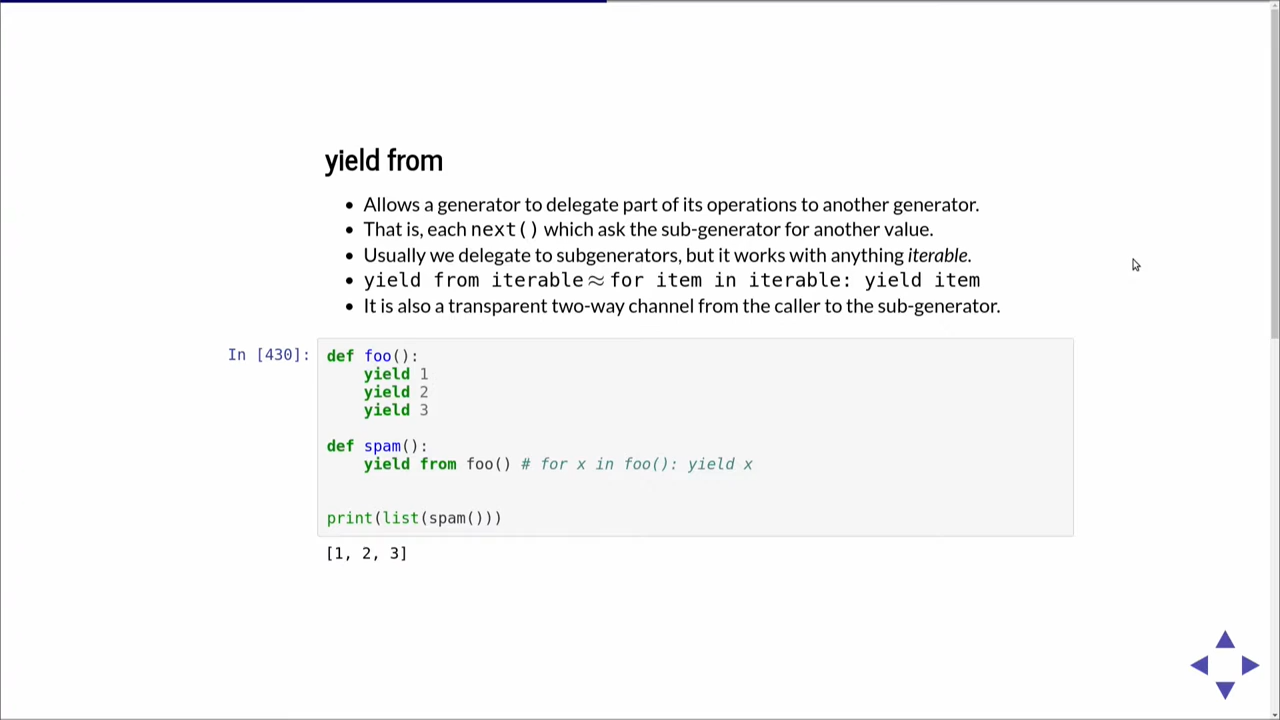 yield from
• Allows a generator to delegate part of its operations to another generator.
• That is, each next() which ask the sub-generator for another value.
• Usually we delegate to subgenerators, but it works with anything iterable.
• yield from iterable ≈ for item in iterable: yield item
• It is also a transparent two-way channel from the caller to the sub-generator.
In [430]:
def foo():
    yield 1
    yield 2
    yield 3
def spam():
    yield from foo() # for x in foo(): yield x
print(list(spam()))
[1, 2, 3]